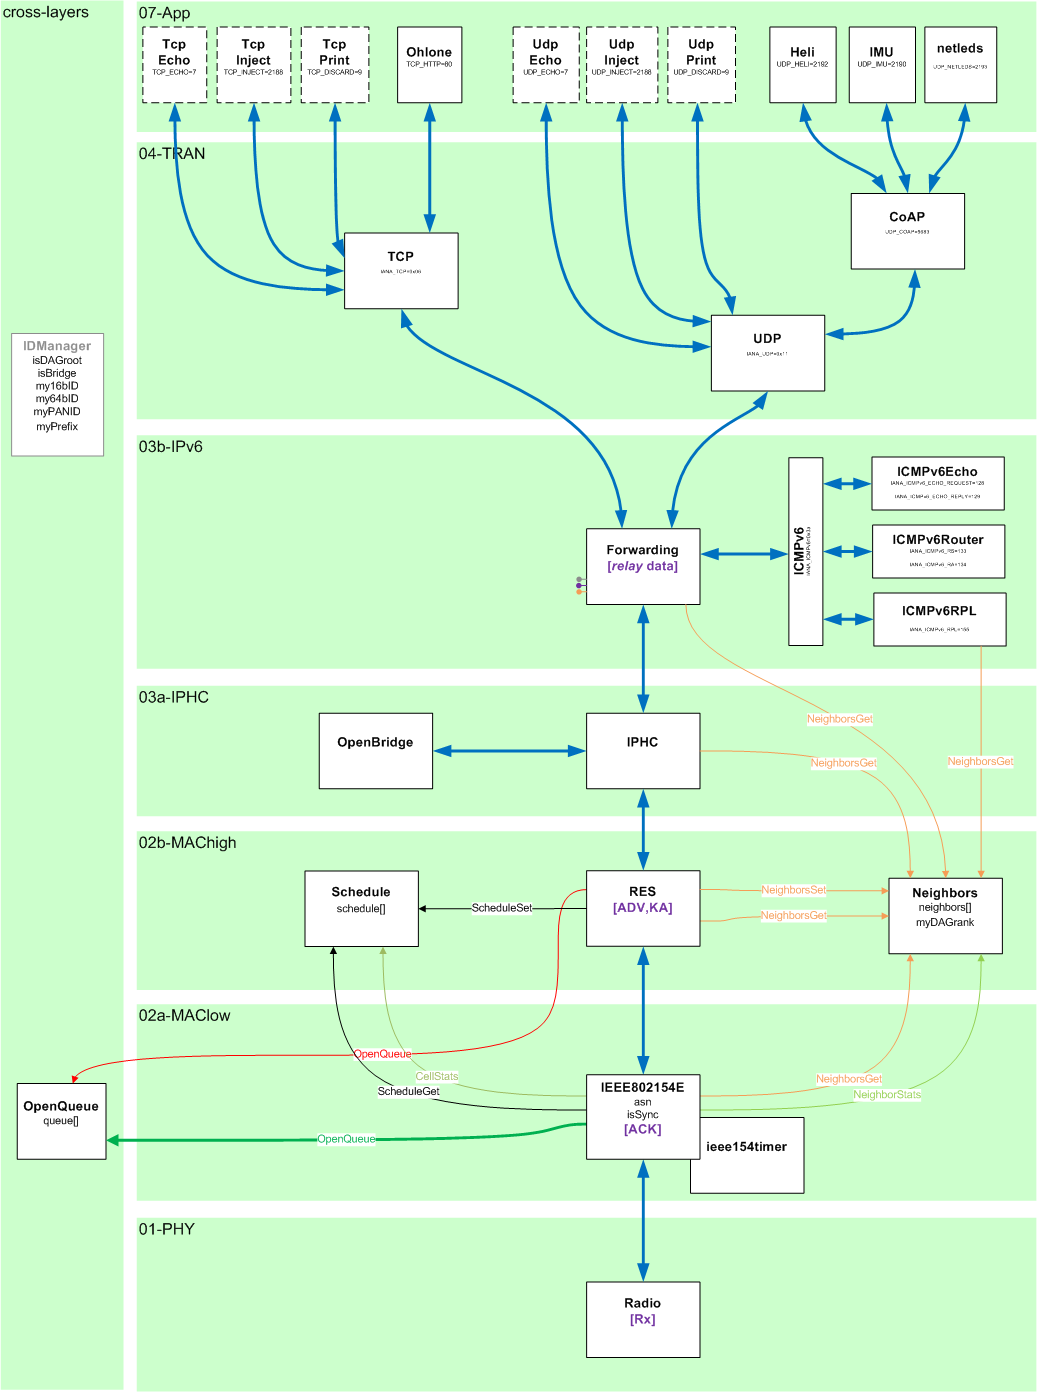 cross-layers
07-App
Tcp
Echo
TCP_ECHO=7
Tcp
Inject
TCP_INJECT=2188
Tcp
Print
TCP_DISCARD=9
Ohlone
TCP_HTTP=80
Udp
Echo
UDP_ECHO=7
Udp
Inject
UDP_INJECT=2188
Udp
Print
UDP_DISCARD=9
Heli
UDP_HELI=2192
IMU
UDP_IMU=2190
netleds
04-TRAN
CoAP
UDP_COAP=5683
TCP
IANA_TCP=0x06
UDP
IANA_UDP=0x11
IDManager
isDAGroot
isBridge
my16bID
my64bID
myPANID
myPrefix
03b-IPv6
Forwarding
[relay data]
ICMPv6
ICMPv6Echo
IANA_ICMPv6_ECHO_REQUEST=128
IANA_ICMPv6_ECHO_REPLY=129
ICMPv6Router
IANA_ICMPv6_RS=133
IANA_ICMPv6_RA=134
ICMPv6RPL
IANA_ICMPv6_RPL=155
03a-IPHC
NeighborsGet
OpenBridge
IPHC
NeighborsGet
NeighborsGet
02b-MAChigh
Schedule
schedule[]
ScheduleSet
RES
[ADV,KA]
NeighborsSet
NeighborsGet
Neighbors
neighbors[]
myDAGrank
02a-MAClow
OpenQueue
CellStats
ScheduleGet
IEEE802154E
asn
isSync
[ACK]
NeighborsGet
NeighborStats
OpenQueue
queue[]
OpenQueue
ieee154timer
01-PHY
Radio
[Rx]